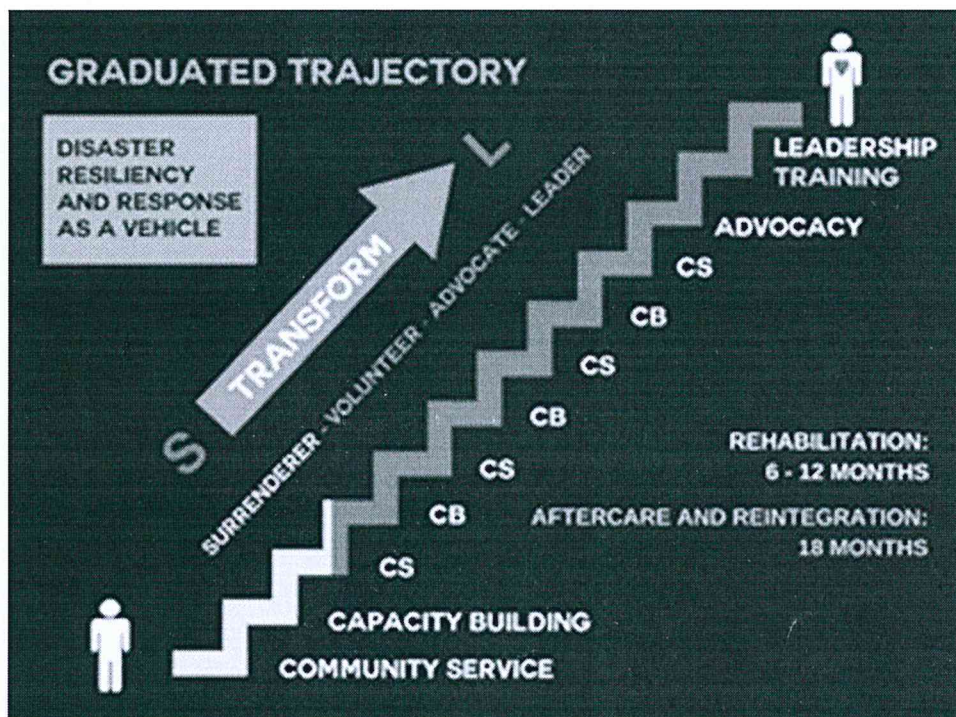 GRADUATED TRAJECTORY
DISASTER
RESILIENCY
AND RESPONSE
AS A VEHICLE
L
TRANSFORM
S
SURRENDERER - VOLUNTEER - ADVOCATE - LEADER
LEADERSHIP
TRAINING
ADVOCACY
CS
CB
CS
CB
CS
CB
CS
CAPACITY BUILDING
COMMUNITY SERVICE
REHABILITATION:
6 - 12 MONTHS
AFTERCARE AND REINTEGRATION:
18 MONTHS